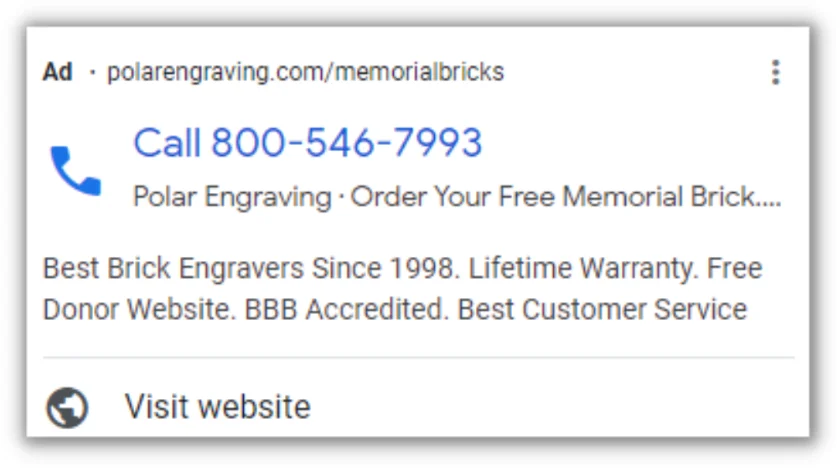 Ad · polarengraving.com/memorialbricks
Call 800-546-7993
Polar Engraving · Order Your Free Memorial Brick....
Best Brick Engravers Since 1998. Lifetime Warranty. Free
Donor Website. BBB Accredited. Best Customer Service
Visit website